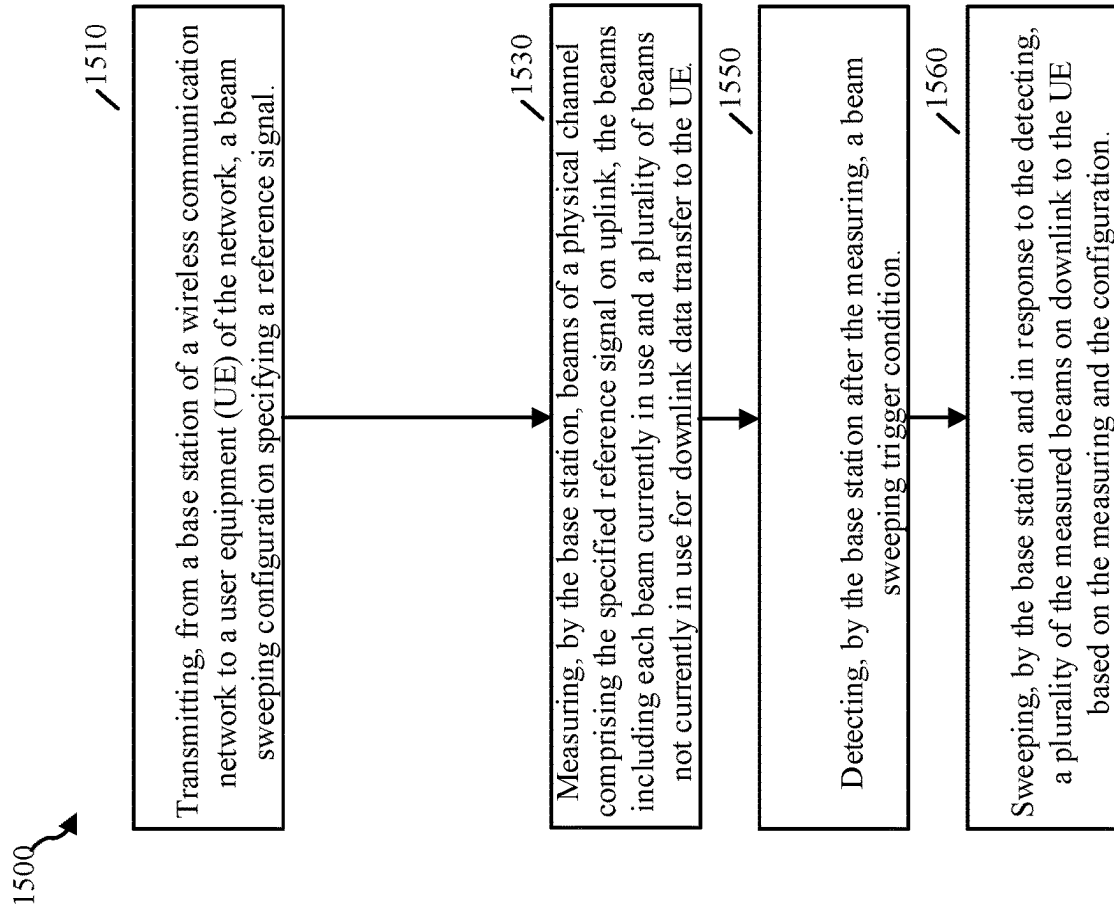 1500
1510
Transmitting, from a base station of a wireless communication
network to a user equipment (UE) of the network, a beam
sweeping configuration specifying a reference signal.
1530
Measuring, by the base station, beams of a physical channel
comprising the specified reference signal on uplink, the beams
including each beam currently in use and a plurality of beams
not currently in use for downlink data transfer to the UE.
1550
Detecting, by the base station after the measuring, a beam
sweeping trigger condition.
1560
Sweeping, by the base station and in response to the detecting,
a plurality of the measured beams on downlink to the UE
based on the measuring and the configuration.